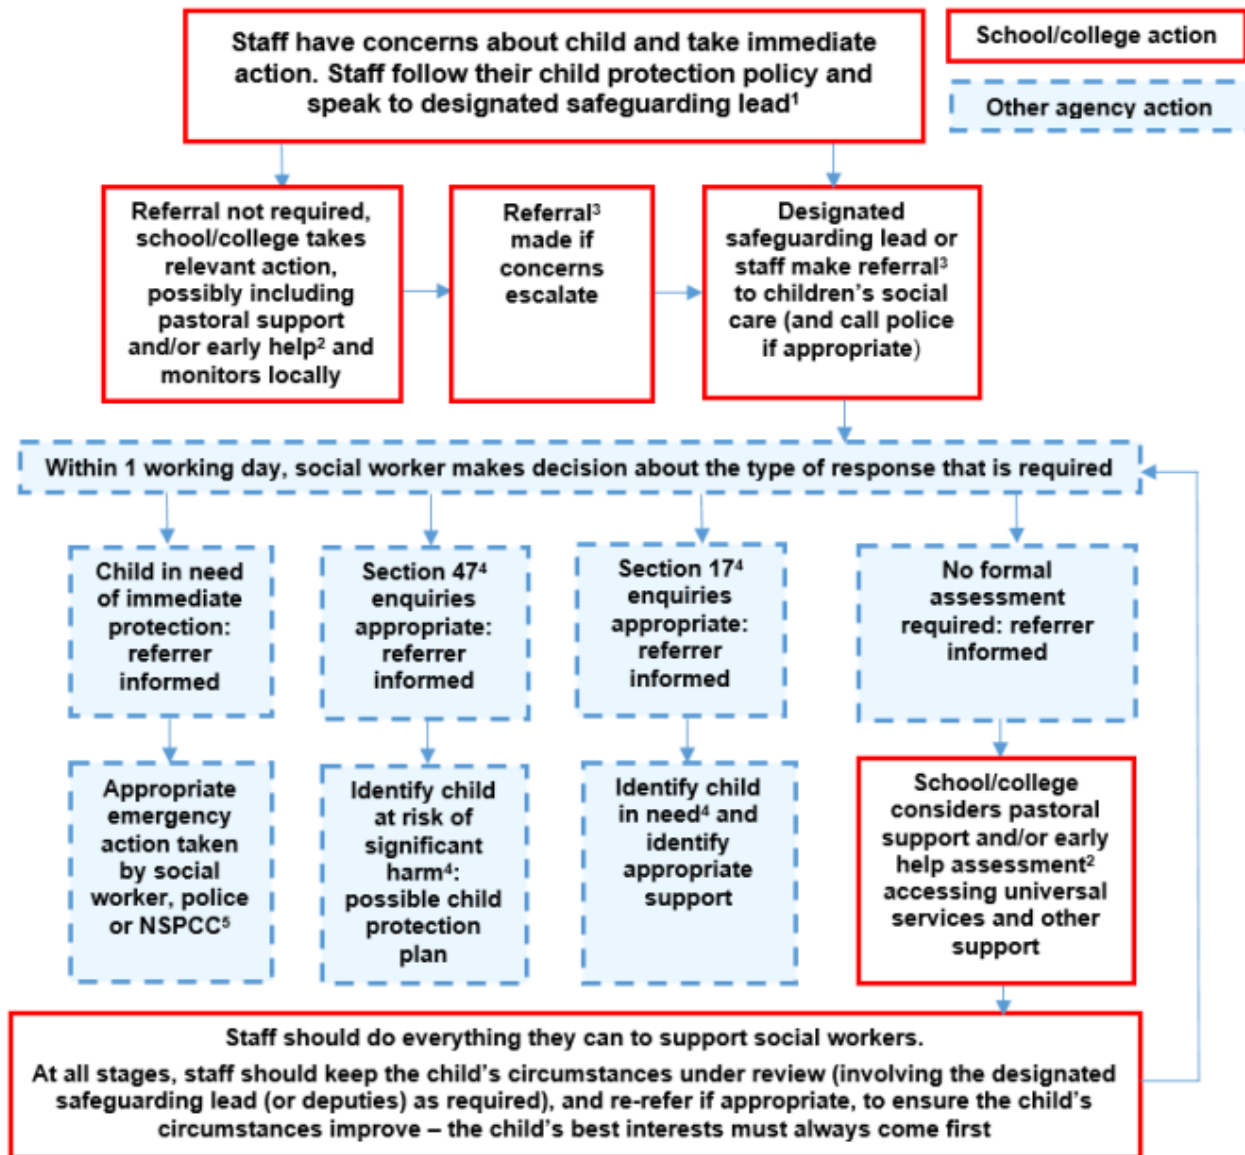 Staff have concerns about child and take immediate
action. Staff follow their child protection policy and
speak to designated safeguarding lead¹
School/college action
Other agency action
Referral not required,
school/college takes
relevant action,
possibly including
pastoral support
and/or early help² and
monitors locally
Referral³
made if
concerns
escalate
Designated
safeguarding lead or
staff make referral³
to children’s social
care (and call police
if appropriate)
Within 1 working day, social worker makes decision about the type of response that is required
Child in need
of immediate
protection:
referrer
informed
Section 47⁴
enquiries
appropriate:
referrer
informed
Section 17⁴
enquiries
appropriate:
referrer
informed
No formal
assessment
required: referrer
informed
Appropriate
emergency
action taken
by social
worker, police
or NSPCC⁵
Identify child
at risk of
significant
harm⁴:
possible child
protection
plan
Identify child
in need⁴ and
identify
appropriate
support
School/college
considers pastoral
support and/or early
help assessment²
accessing universal
services and other
support
Staff should do everything they can to support social workers.
At all stages, staff should keep the child’s circumstances under review (involving the designated
safeguarding lead (or deputies) as required), and re-refer if appropriate, to ensure the child’s
circumstances improve – the child’s best interests must always come first